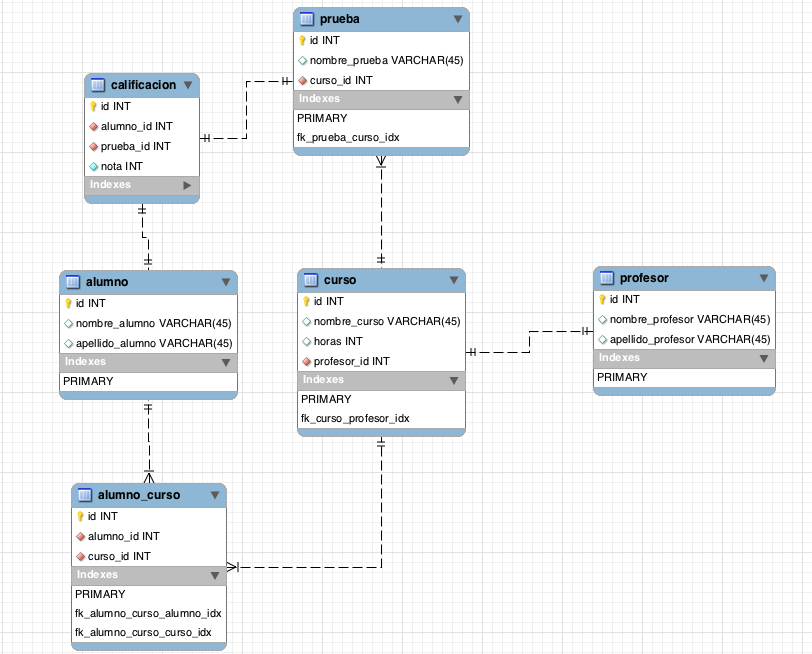 prueba
id INT
nombre_prueba VARCHAR(45)
curso_id INT
Indexes
PRIMARY
fk_prueba_curso_idx
calificacion
id INT
alumno_id INT
prueba_id INT
nota INT
Indexes
alumno
id INT
nombre_alumno VARCHAR(45)
apellido_alumno VARCHAR(45)
Indexes
PRIMARY
curso
id INT
nombre_curso VARCHAR(45)
horas INT
profesor_id INT
Indexes
PRIMARY
fk_curso_profesor_idx
profesor
id INT
nombre_profesor VARCHAR(45)
apellido_profesor VARCHAR(45)
Indexes
PRIMARY
alumno_curso
id INT
alumno_id INT
curso_id INT
Indexes
PRIMARY
fk_alumno_curso_alumno_idx
fk_alumno_curso_curso_idx